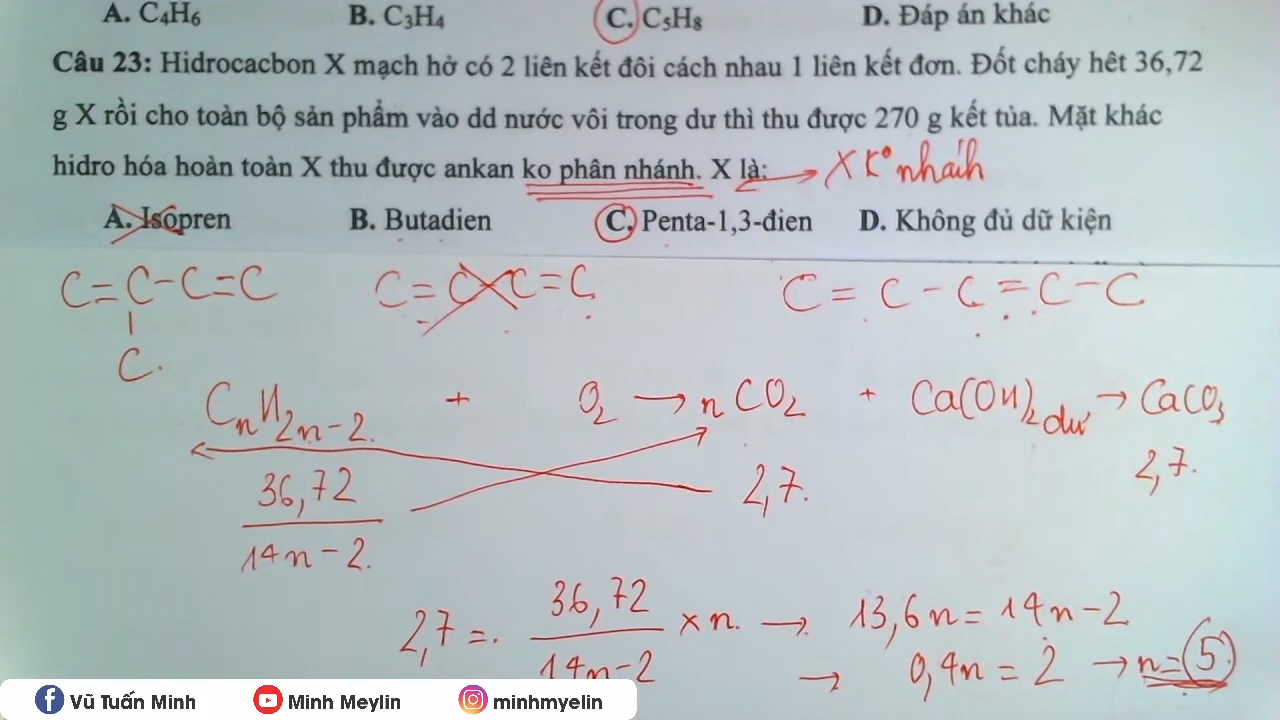 A. C₄H₆ B. C₃H₄ C. C₅H₈ D. Đáp án khác
Câu 23: Hidrocacbon X mạch hở có 2 liên kết đôi cách nhau 1 liên kết đơn. Đốt cháy hêt 36,72
g X rồi cho toàn bộ sản phẩm vào dd nước vôi trong dư thì thu được 270 g kết tủa. Mặt khác
hidro hóa hoàn toàn X thu được ankan ko phân nhánh. X là: → X K° nhánh
A. Isopren B. Butadien C. Penta-1,3-đien D. Không đủ dữ kiện
C=C-C=C C=C C=C C=C-C=C-C
C
CₙH₂ₙ₋₂ + O₂ → nCO₂ + Ca(OH)₂ dư → CaCO₃
36,72 2,7 2,7
14n-2
2,7 = 36,72 × n → 13,6n = 14n-2
14n-2 → 0,4n = 2 → n=5
Vũ Tuấn Minh Minh Meylin minhmyelin